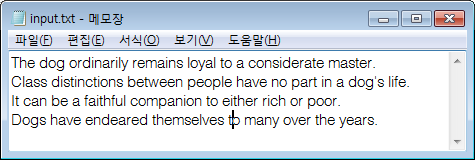 input.txt - 메모장
파일(F) 편집(E) 서식(O) 보기(V) 도움말(H)
The dog ordinarily remains loyal to a considerate master.
Class distinctions between people have no part in a dog's life.
It can be a faithful companion to either rich or poor.
Dogs have endeared themselves to many over the years.